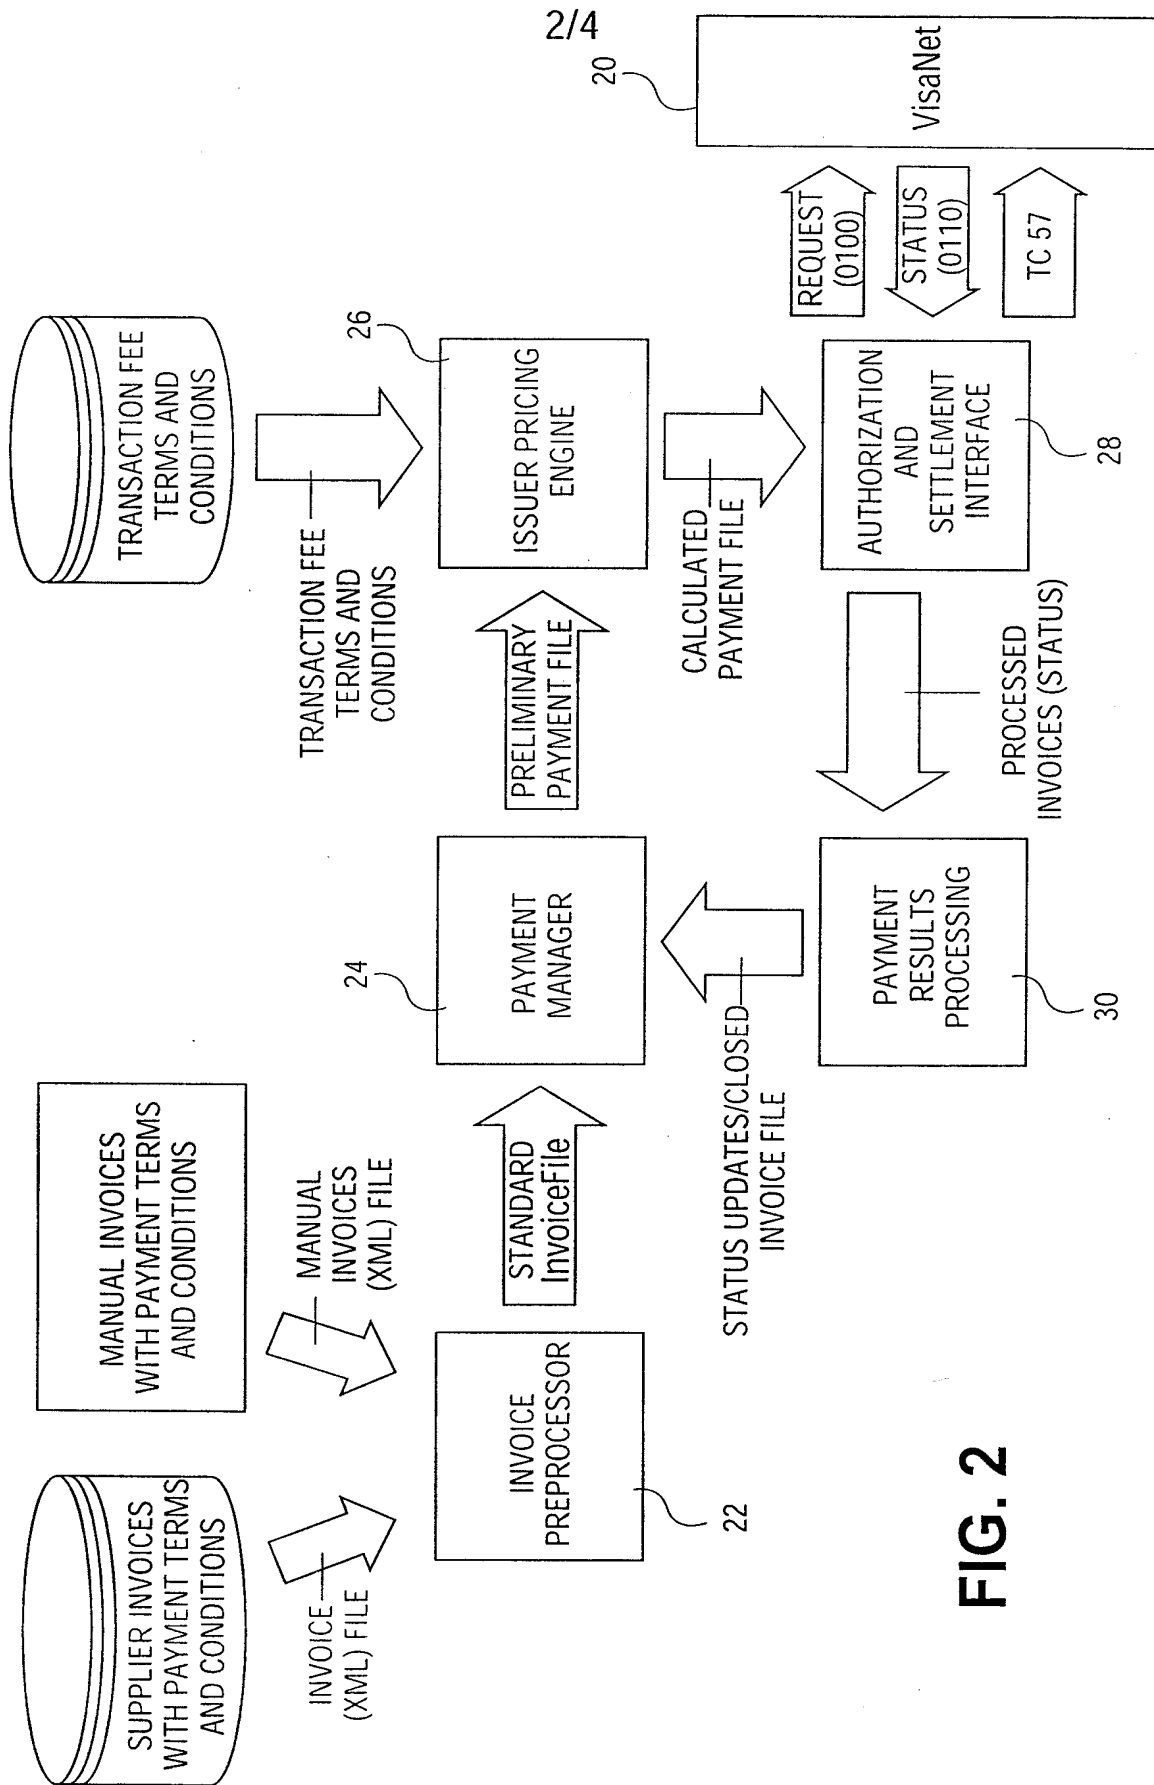 2/4
SUPPLIER INVOICES
WITH PAYMENT TERMS
AND CONDITIONS
MANUAL INVOICES
WITH PAYMENT TERMS
AND CONDITIONS
TRANSACTION FEE
TERMS AND
CONDITIONS
INVOICE
(XML) FILE
MANUAL
INVOICES
(XML) FILE
TRANSACTION FEE
TERMS AND
CONDITIONS
22
INVOICE
PREPROCESSOR
STANDARD
InvoiceFile
24
PAYMENT
MANAGER
PRELIMINARY
PAYMENT FILE
26
ISSUER PRICING
ENGINE
STATUS UPDATES/CLOSED
INVOICE FILE
CALCULATED
PAYMENT FILE
20
VisaNet
REQUEST
(0100)
STATUS
(0110)
TC 57
AUTHORIZATION
AND
SETTLEMENT
INTERFACE
28
PROCESSED
INVOICES (STATUS)
PAYMENT
RESULTS
PROCESSING
30
FIG. 2